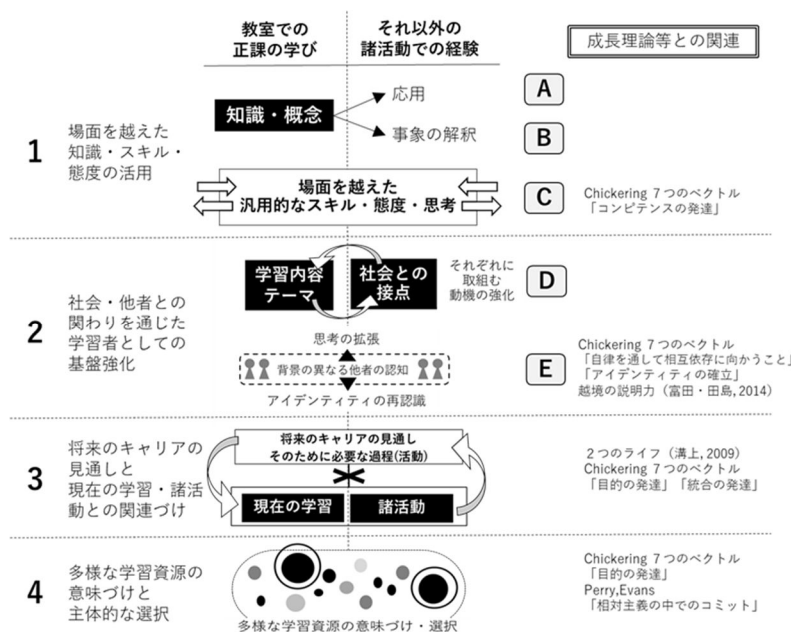 教室での
正課の学び
それ以外の
諸活動での経験
成長理論等との関連
1
場面を越えた
知識・スキル・
態度の活用
知識・概念
応用
事象の解釈
A
B
場面を越えた
汎用的なスキル・態度・思考
C
Chickering 7つのベクトル
「コンピテンスの発達」
2
社会・他者との
関わりを通じた
学習者としての
基盤強化
学習内容
テーマ
社会との
接点
それぞれに
取組む
動機の強化
D
思考の拡張
背景の異なる他者の認知
アイデンティティの再認識
E
Chickering 7つのベクトル
「自律を通して相互依存に向かうこと」
「アイデンティティの確立」
越境の説明力（富田・田島, 2014）
3
将来のキャリアの
見通しと
現在の学習・諸活
動との関連づけ
将来のキャリアの見通し
そのために必要な過程(活動)
現在の学習
諸活動
2つのライフ（溝上, 2009）
Chickering 7つのベクトル
「目的の発達」「統合の発達」
4
多様な学習資源の
意味づけと
主体的な選択
多様な学習資源の意味づけ・選択
Chickering 7つのベクトル
「目的の発達」
Perry,Evans
「相対主義の中でのコミット」